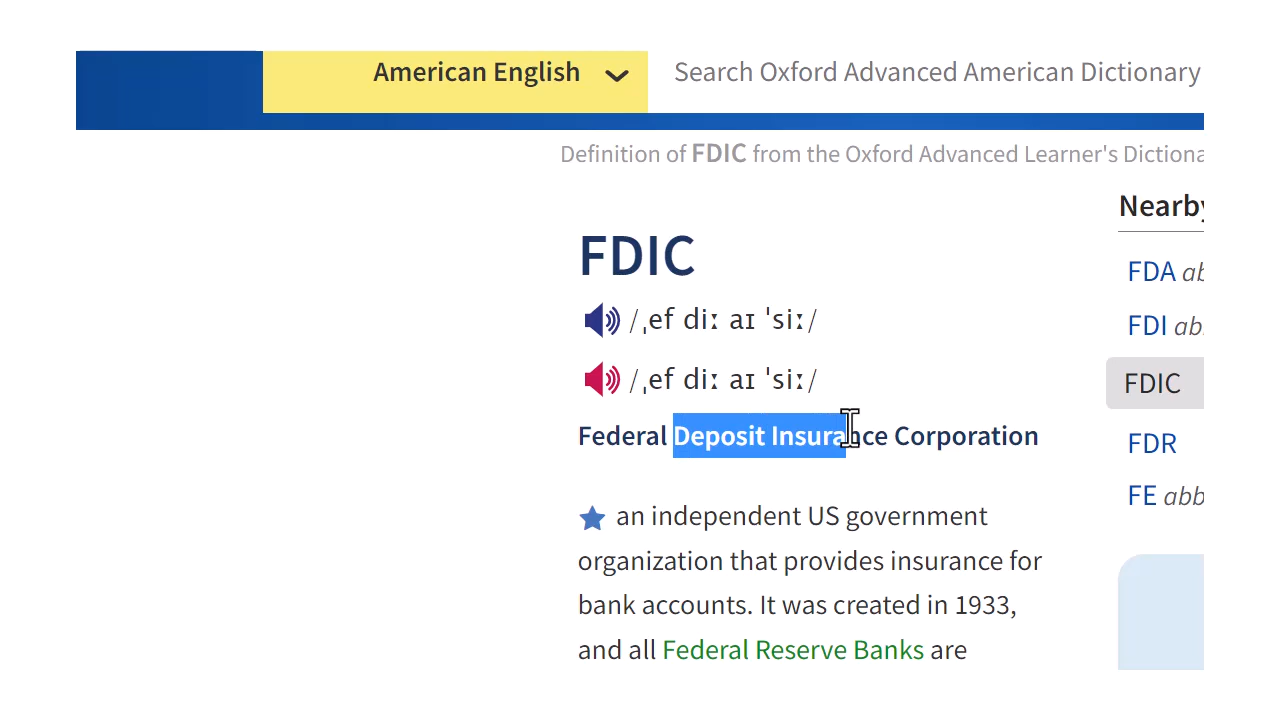 American English
Search Oxford Advanced American Dictionary
Definition of FDIC from the Oxford Advanced Learner's
Nearby
FDIC
/ˌef diː aɪ ˈsiː/
/ˌef diː aɪ ˈsiː/
Federal Deposit Insurance Corporation
an independent US government
organization that provides insurance for
bank accounts. It was created in 1933,
and all Federal Reserve Banks are
FDA
FDI
FDIC
FDR
FE